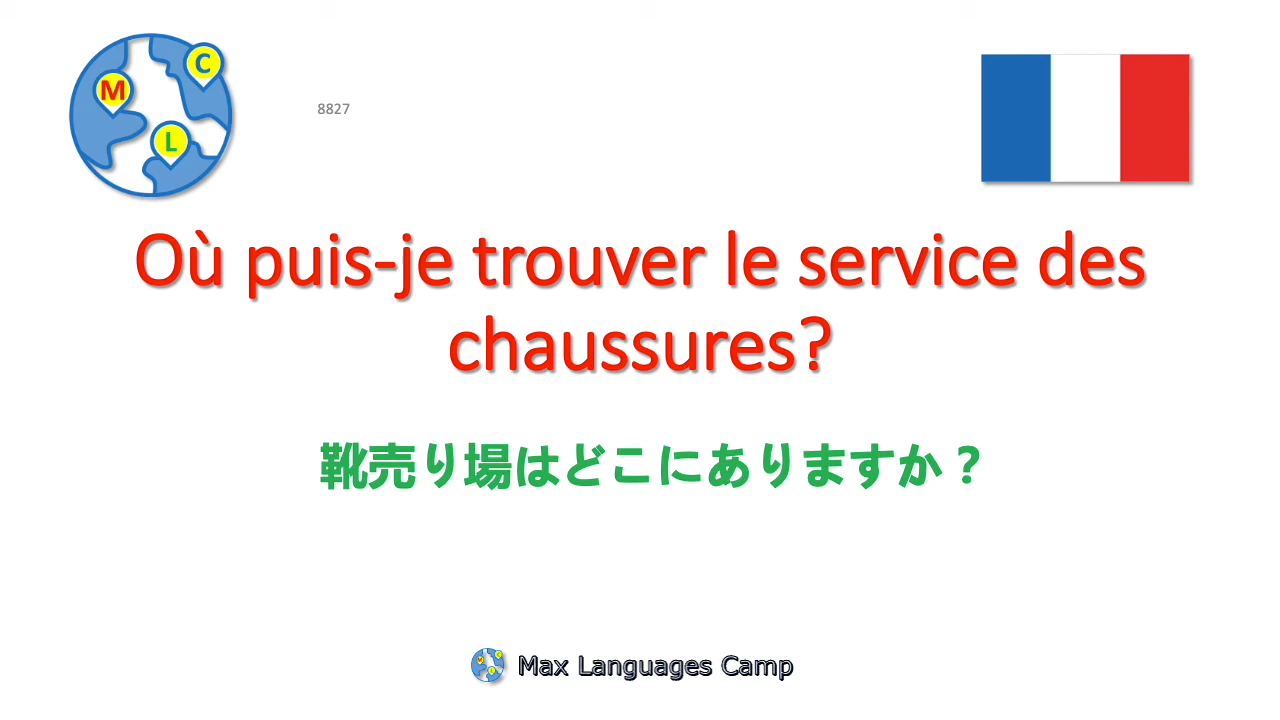 M
C
L
8827
Où puis-je trouver le service des
chaussures?
靴売り場はどこにありますか？
Max Languages Camp